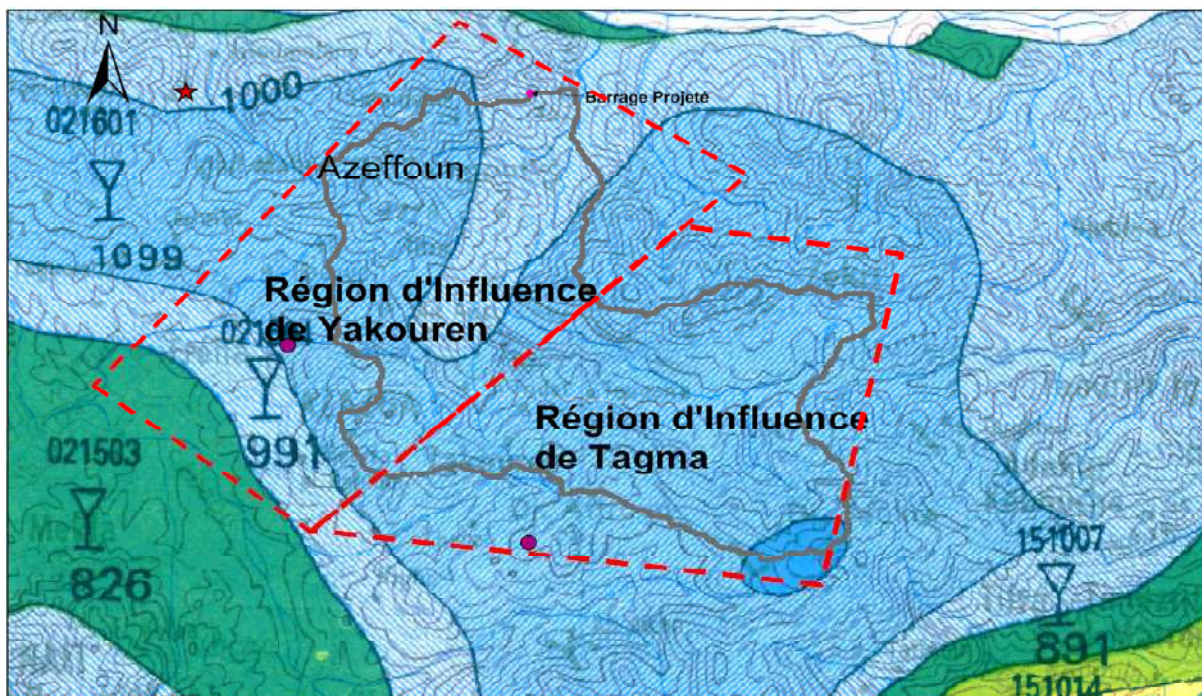 N
1000
Barrage Projeté
021601
Azeffoun
1099
Région d'Influence
de Yakouren
991
Région d'Influence
de Tagma
021503
826
151007
891
151014